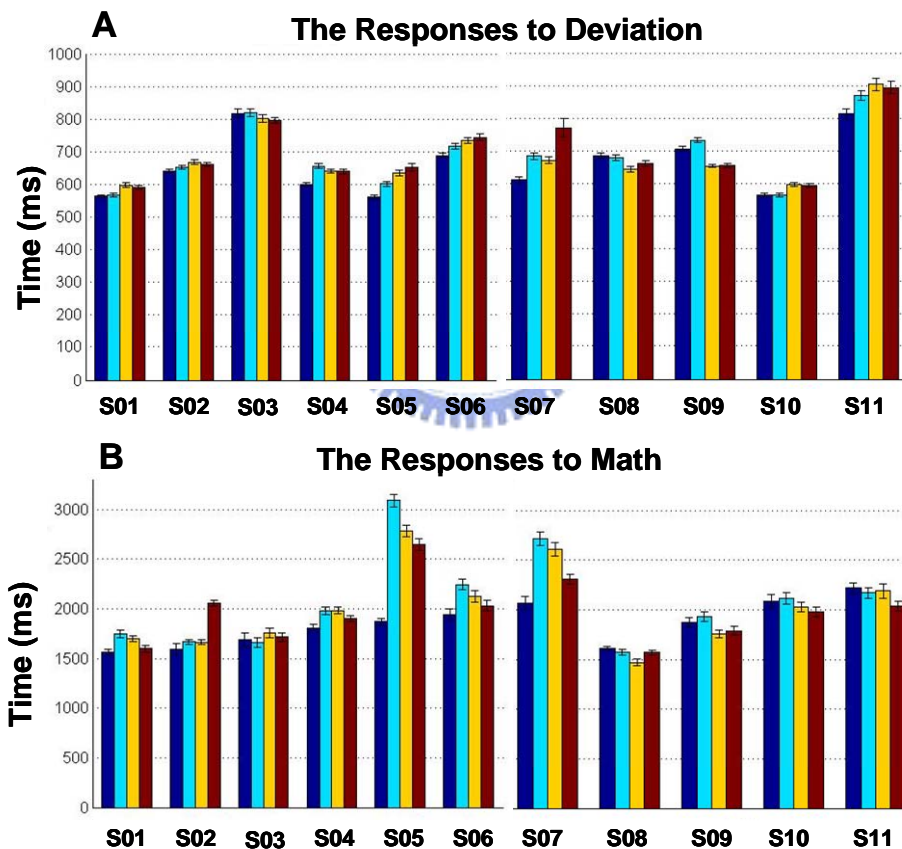 A
The Responses to Deviation
1000
900
800
700
600
500
400
300
200
100
0
Time (ms)
S01 S02 S03 S04 S05 S06 S07 S08 S09 S10 S11
B
The Responses to Math
3000
2500
2000
1500
1000
500
0
Time (ms)
S01 S02 S03 S04 S05 S06 S07 S08 S09 S10 S11